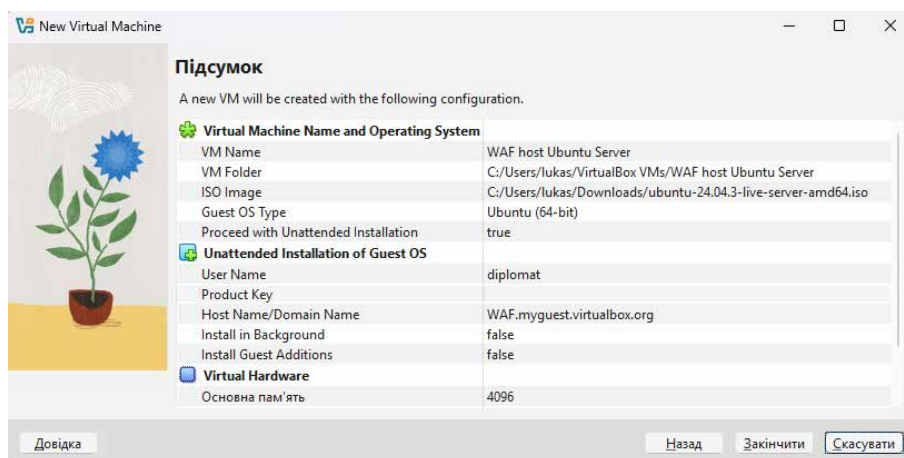 New Virtual Machine
Підсумок
A new VM will be created with the following configuration.
Virtual Machine Name and Operating System
VM Name WAF host Ubuntu Server
VM Folder C:/Users/lukas/VirtualBox VMs/WAF host Ubuntu Server
ISO Image C:/Users/lukas/Downloads/ubuntu-24.04.3-live-server-amd64.iso
Guest OS Type Ubuntu (64-bit)
Proceed with Unattended Installation true
Unattended Installation of Guest OS
User Name diplomat
Product Key
Host Name/Domain Name WAF.myguest.virtualbox.org
Install in Background false
Install Guest Additions false
Virtual Hardware
Основна пам'ять 4096
Довідка Назад Закінчити Скасувати